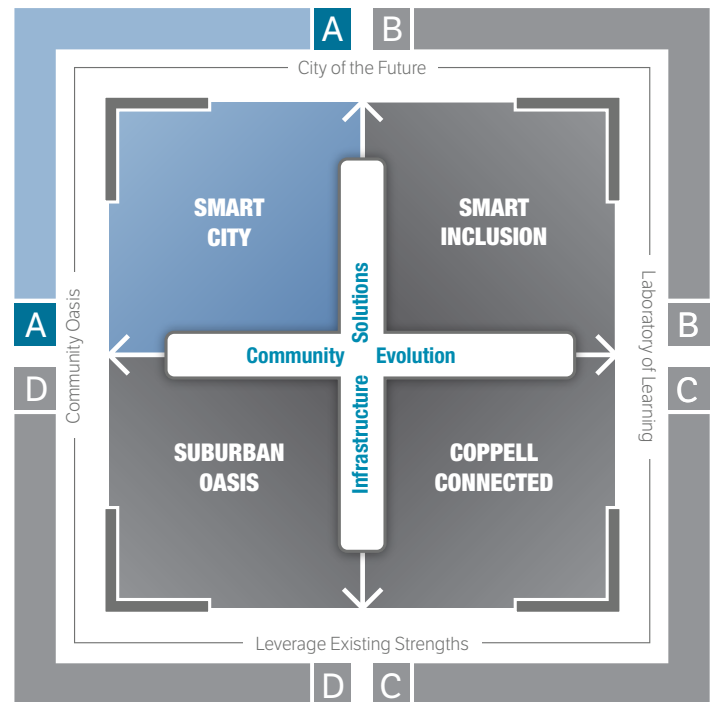 A B
City of the Future
SMART
CITY
SMART
INCLUSION
Solutions
Community Oasis
Laboratory of Learning
A
B
Community Evolution
D
C
Infrastructure
SUBURBAN
OASIS
COPPELL
CONNECTED
Leverage Existing Strengths
D C